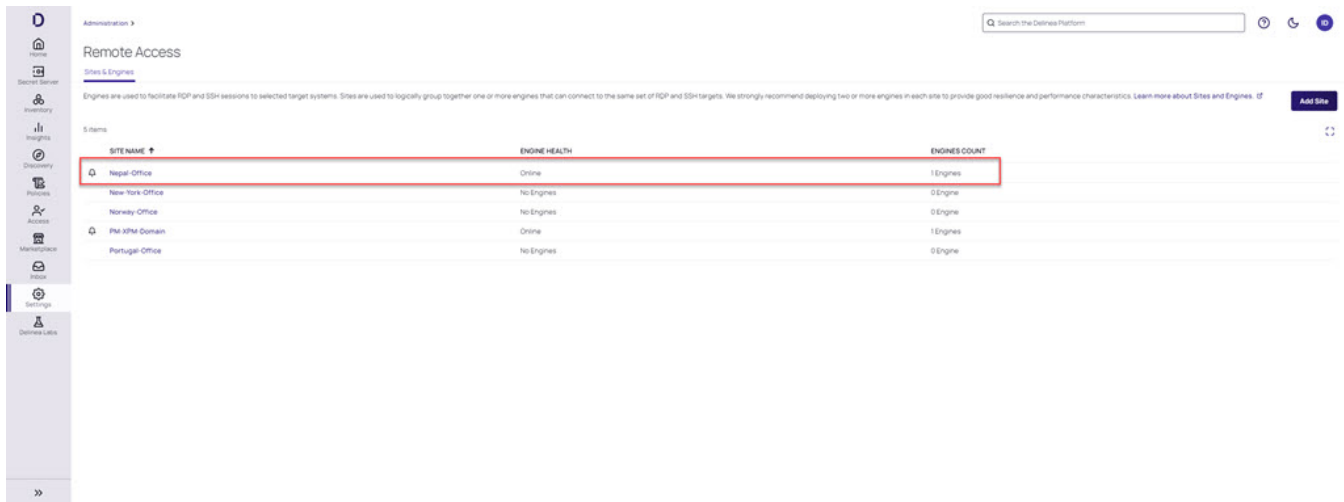 D
Administration >
Search the Delinea Platform
ID
Home
Secret Server
Inventory
Insights
Discovery
Policies
Access
Marketplace
Inbox
Settings
Delinea Labs
Remote Access
Sites & Engines
Engines are used to facilitate RDP and SSH sessions to selected target systems. Sites are used to logically group together one or more engines that can connect to the same set of RDP and SSH targets. We strongly recommend deploying two or more engines in each site to provide good resilience and performance characteristics. Learn more about Sites and Engines.
Add Site
5 items
SITE NAME ENGINE HEALTH ENGINES COUNT
Nepal-Office Online 1 Engines
New-York-Office No Engines 0 Engine
Norway-Office No Engines 0 Engine
PM-XPM-Domain Online 1 Engines
Portugal-Office No Engines 0 Engine